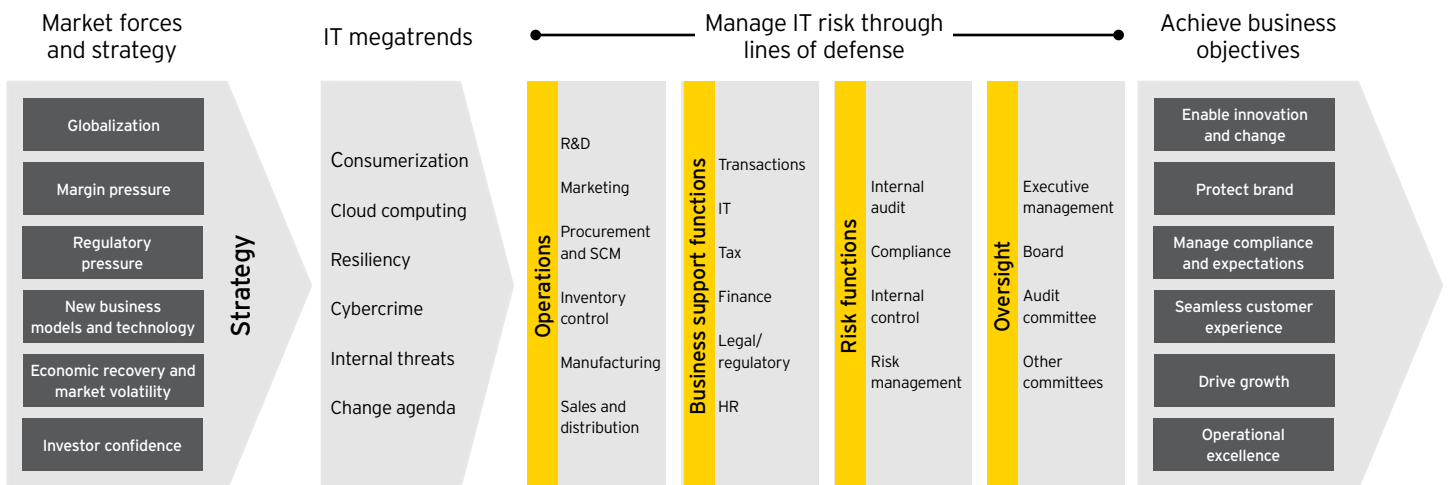 Market forces
and strategy
Globalization
Margin pressure
Regulatory
pressure
New business
models and technology
Economic recovery and
market volatility
Investor confidence
Strategy
IT megatrends
Consumerization
Cloud computing
Resiliency
Cybercrime
Internal threats
Change agenda
Manage IT risk through
lines of defense
Operations
R&D
Marketing
Procurement
and SCM
Inventory
control
Manufacturing
Sales and
distribution
Business support functions
Transactions
IT
Tax
Finance
Legal/
regulatory
HR
Risk functions
Internal
audit
Compliance
Internal
control
Risk
management
Oversight
Executive
management
Board
Audit
committee
Other
committees
Achieve business
objectives
Enable innovation
and change
Protect brand
Manage compliance
and expectations
Seamless customer
experience
Drive growth
Operational
excellence